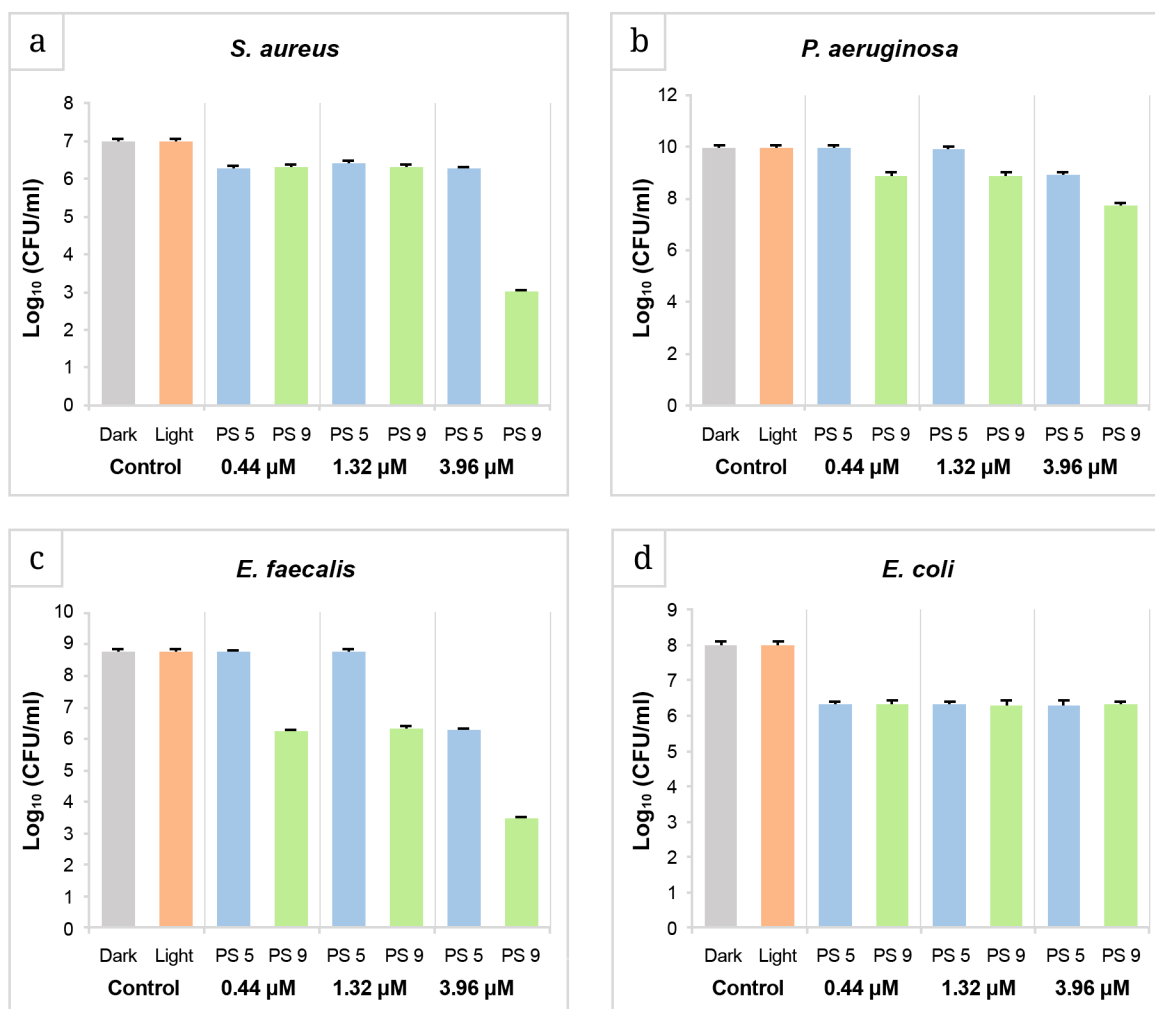 a
S. aureus
Log₁₀ (CFU/ml)
8
7
6
5
4
3
2
1
0
Dark Light PS 5 PS 9 PS 5 PS 9 PS 5 PS 9
Control 0.44 µM 1.32 µM 3.96 µM
b
P. aeruginosa
Log₁₀ (CFU/ml)
12
10
8
6
4
2
0
Dark Light PS 5 PS 9 PS 5 PS 9 PS 5 PS 9
Control 0.44 µM 1.32 µM 3.96 µM
c
E. faecalis
Log₁₀ (CFU/ml)
10
9
8
7
6
5
4
3
2
1
0
Dark Light PS 5 PS 9 PS 5 PS 9 PS 5 PS 9
Control 0.44 µM 1.32 µM 3.96 µM
d
E. coli
Log₁₀ (CFU/ml)
9
8
7
6
5
4
3
2
1
0
Dark Light PS 5 PS 9 PS 5 PS 9 PS 5 PS 9
Control 0.44 µM 1.32 µM 3.96 µM